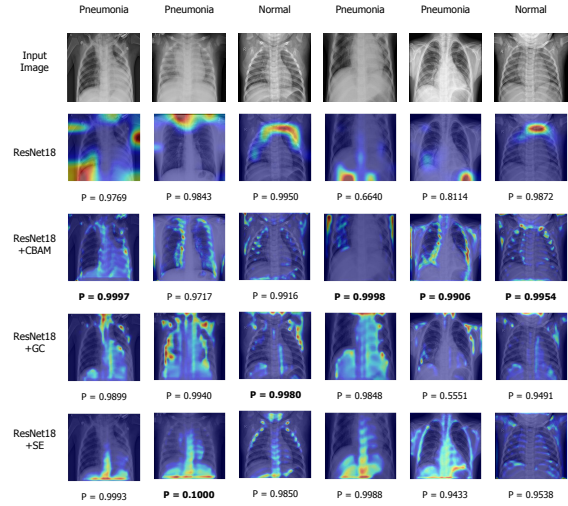 Pneumonia Pneumonia Normal Pneumonia Pneumonia Normal
Input
Image
ResNet18
P = 0.9769 P = 0.9843 P = 0.9950 P = 0.6640 P = 0.8114 P = 0.9872
ResNet18
+CBAM
P = 0.9997 P = 0.9717 P = 0.9916 P = 0.9998 P = 0.9906 P = 0.9954
ResNet18
+GC
P = 0.9899 P = 0.9940 P = 0.9980 P = 0.9848 P = 0.5551 P = 0.9491
ResNet18
+SE
P = 0.9993 P = 0.1000 P = 0.9850 P = 0.9988 P = 0.9433 P = 0.9538